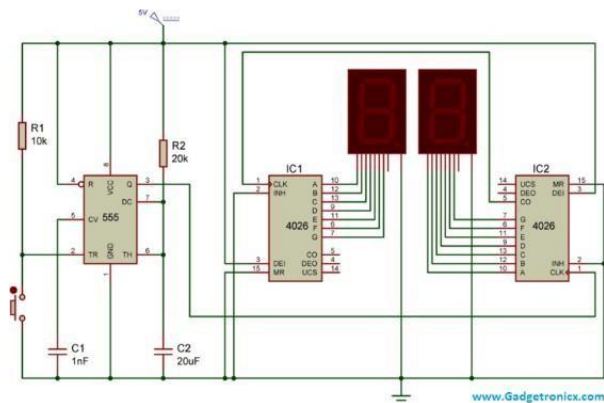 5V
R1
10k
R2
20k
4
R
8
VCC
Q
3
DC
7
5
CV
555
2
TR
GND
1
TH
6
C1
1nF
C2
20uF
IC1
1
CLK
2
INH
A
10
B
12
C
13
D
9
E
11
F
6
G
7
4026
CO
5
3
DEI
DEO
4
15
MR
UCS
14
IC2
14
UCS
MR
15
4
DEO
DEI
3
5
CO
7
G
6
F
11
E
9
D
13
C
12
B
INH
2
10
A
CLK
1
4026
www.Gadgetronicx.com